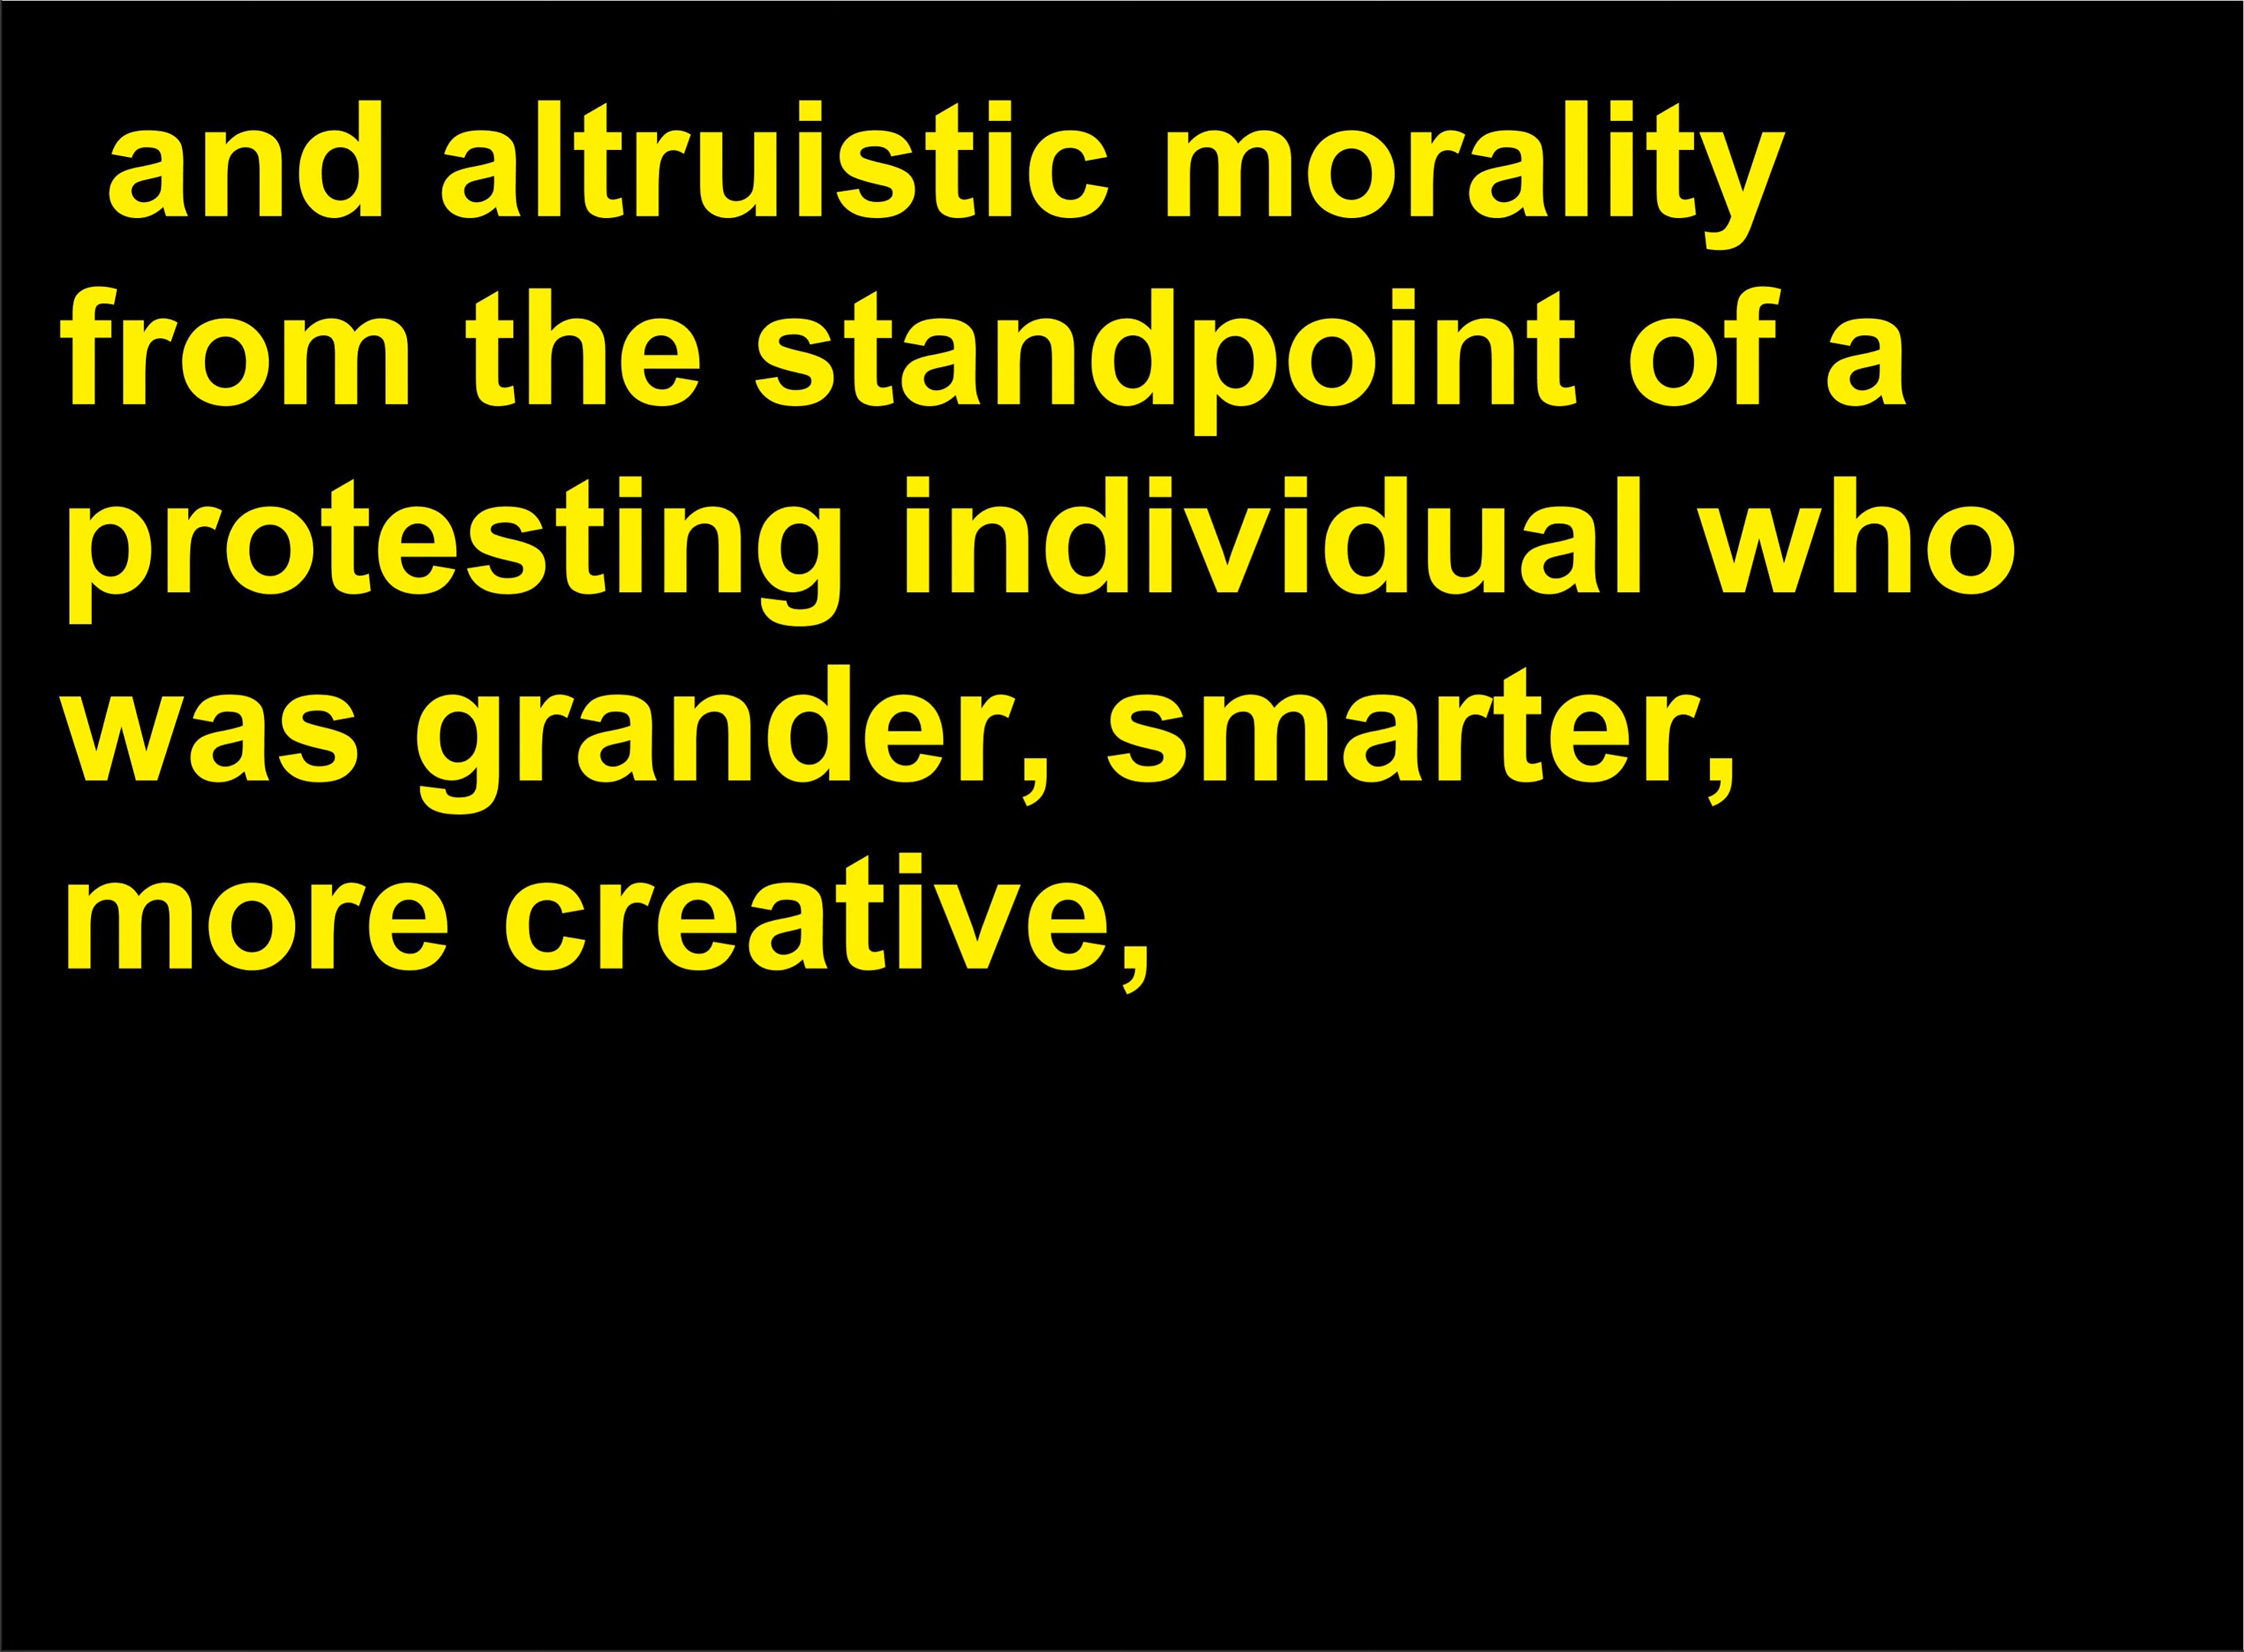 and altruistic morality
from the standpoint of a
protesting individual who
was grander, smarter,
more creative,